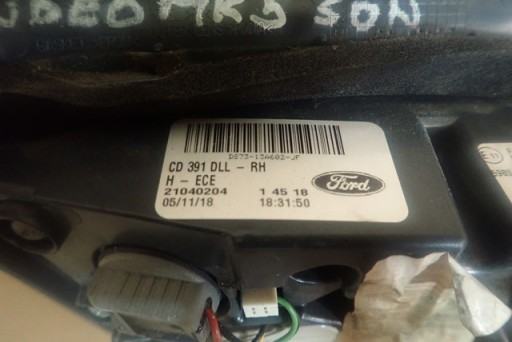 NDEO MK5 SON
DS73-13A602-JF
CD 391 DLL - RH
H - ECE
21040204 1 45 18
05/11/18 18:31:50
Ford